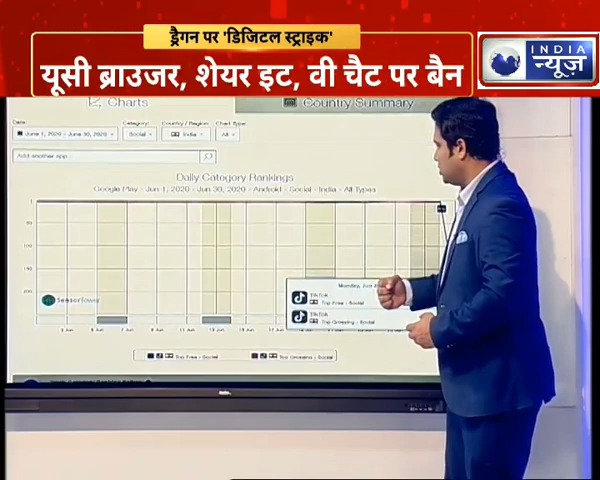 ड्रैगन पर 'डिजिटल स्ट्राइक'
यूसी ब्राउजर, शेयर इट, वी चैट पर बैन
INDIA
न्यूज़
Charts
Country Summary
Date:
Category:
Country / Region:
Chart Type:
June 1, 2020 - June 30, 2020
Social
India
All
Add another app...
Daily Category Rankings
Google Play - Jun 1, 2020 - Jun 30, 2020 - Android - Social - India - All Types
1
SensorTower
Monday, Jun
TikTok
Top Free : Social
TikTok
Top Grossing : Social
Top Free / Social
Top Grossing / Social